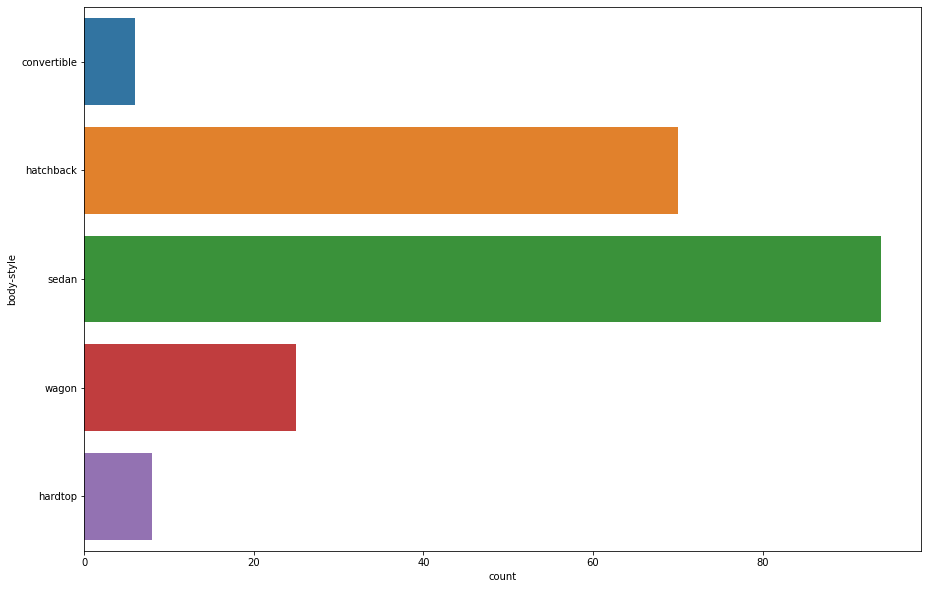 convertible
hatchback
sedan
wagon
hardtop
body-style
0 20 40 60 80
count